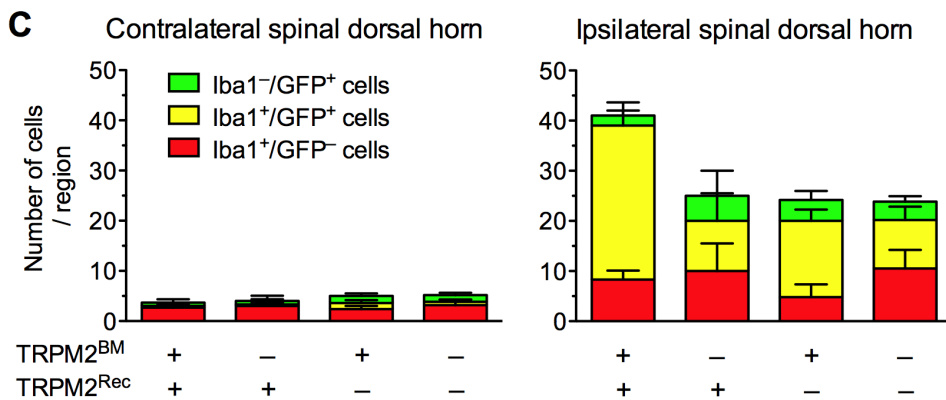 C Contralateral spinal dorsal horn Ipsilateral spinal dorsal horn
Number of cells / region
50
40
30
20
10
0
Iba1⁻/GFP⁺ cells
Iba1⁺/GFP⁺ cells
Iba1⁺/GFP⁻ cells
50
40
30
20
10
0
TRPM2ᴮᴹ + – + – + – + –
TRPM2ᴿᵉᶜ + + – – + + – –